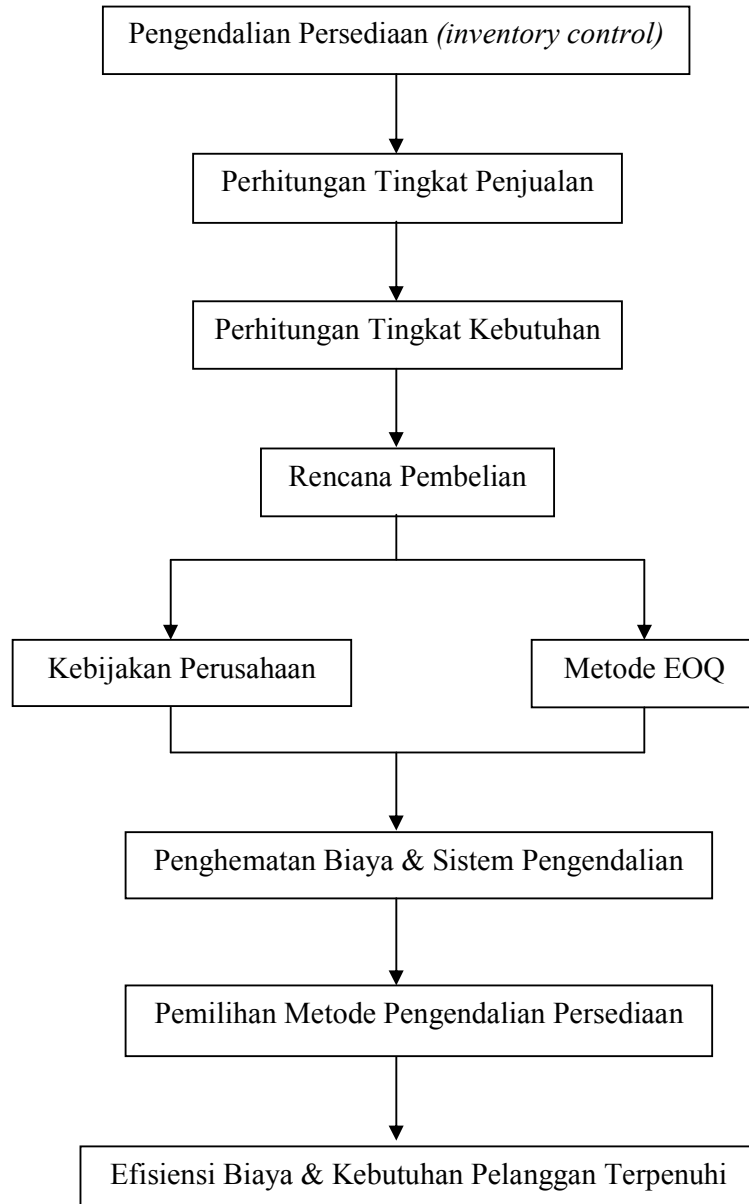 Pengendalian Persediaan (inventory control)
Perhitungan Tingkat Penjualan
Perhitungan Tingkat Kebutuhan
Rencana Pembelian
Kebijakan Perusahaan
Metode EOQ
Penghematan Biaya & Sistem Pengendalian
Pemilihan Metode Pengendalian Persediaan
Efisiensi Biaya & Kebutuhan Pelanggan Terpenuhi